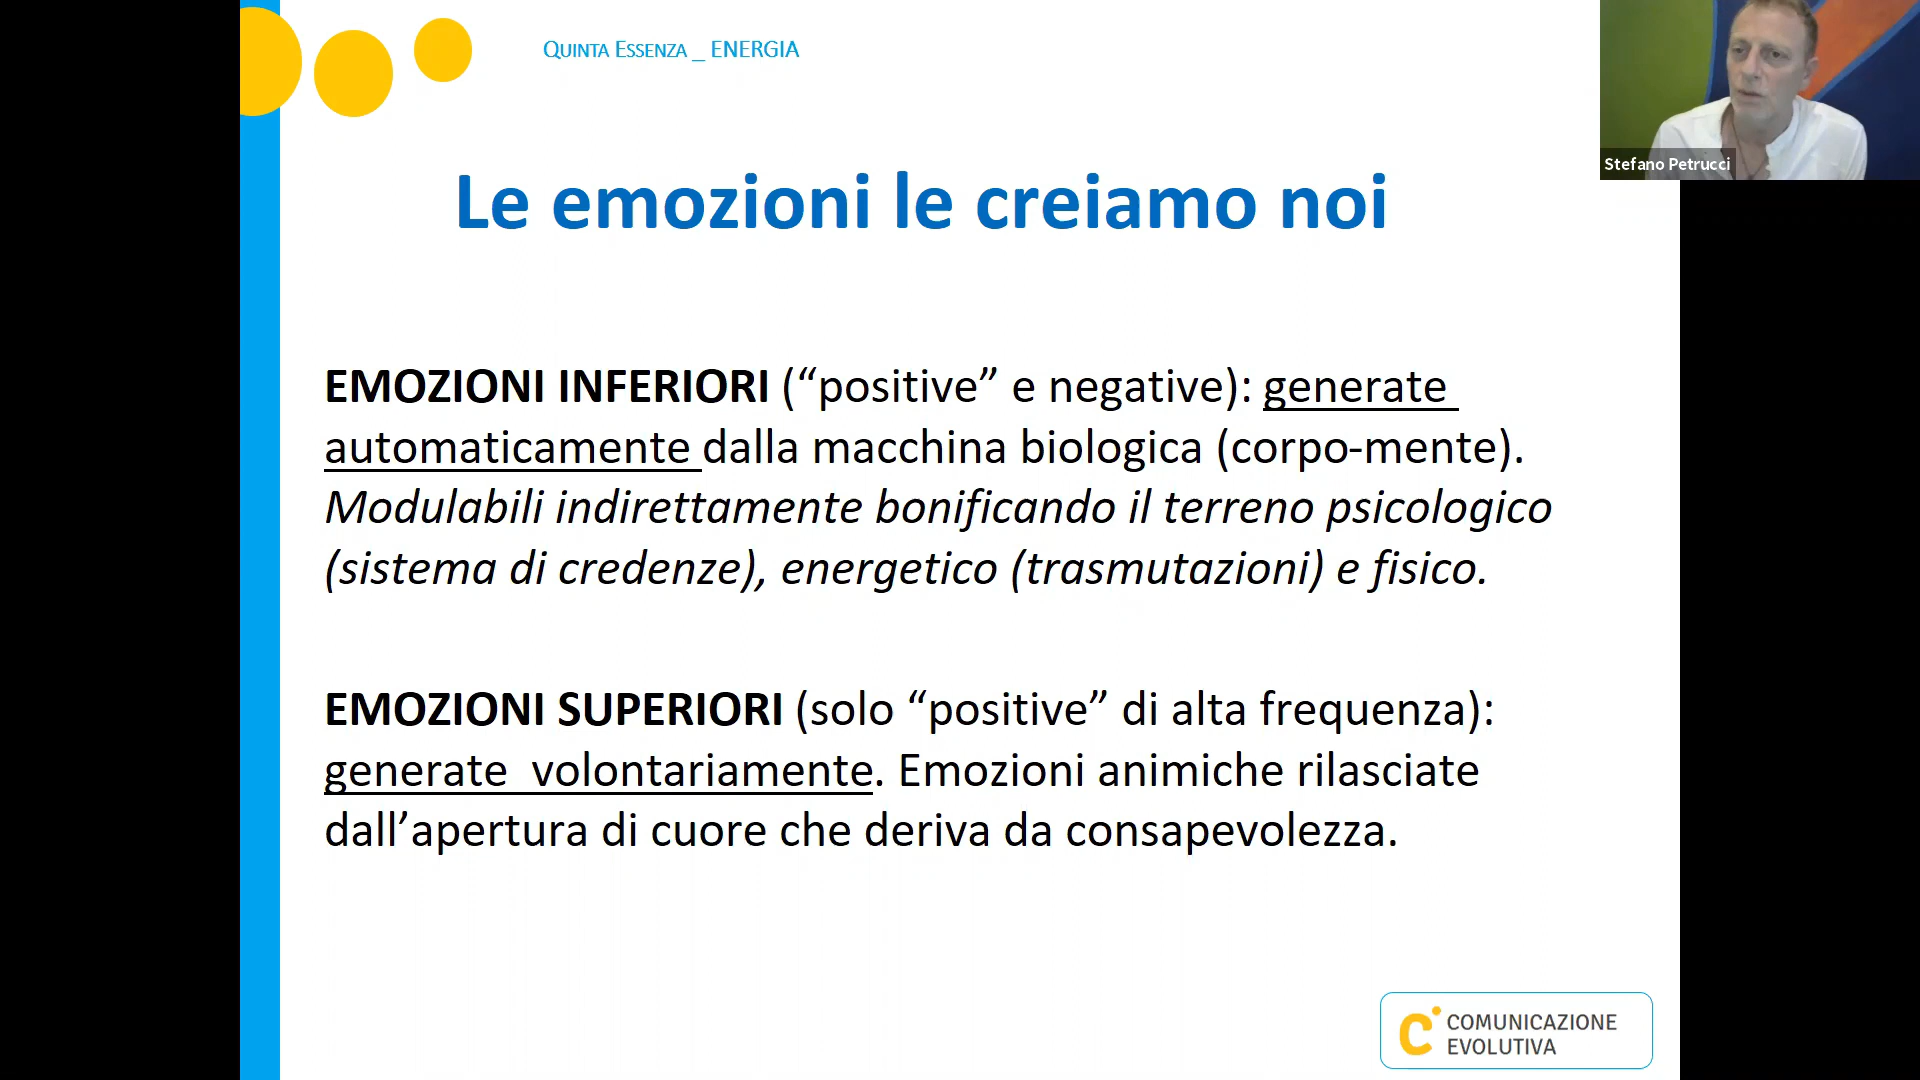 QUINTA ESSENZA _ ENERGIA
Stefano Petrucci
Le emozioni le creiamo noi
EMOZIONI INFERIORI (“positive” e negative): generate
automaticamente dalla macchina biologica (corpo-mente).
Modulabili indirettamente bonificando il terreno psicologico
(sistema di credenze), energetico (trasmutazioni) e fisico.
EMOZIONI SUPERIORI (solo “positive” di alta frequenza):
generate  volontariamente. Emozioni animiche rilasciate
dall’apertura di cuore che deriva da consapevolezza.
COMUNICAZIONE
EVOLUTIVA